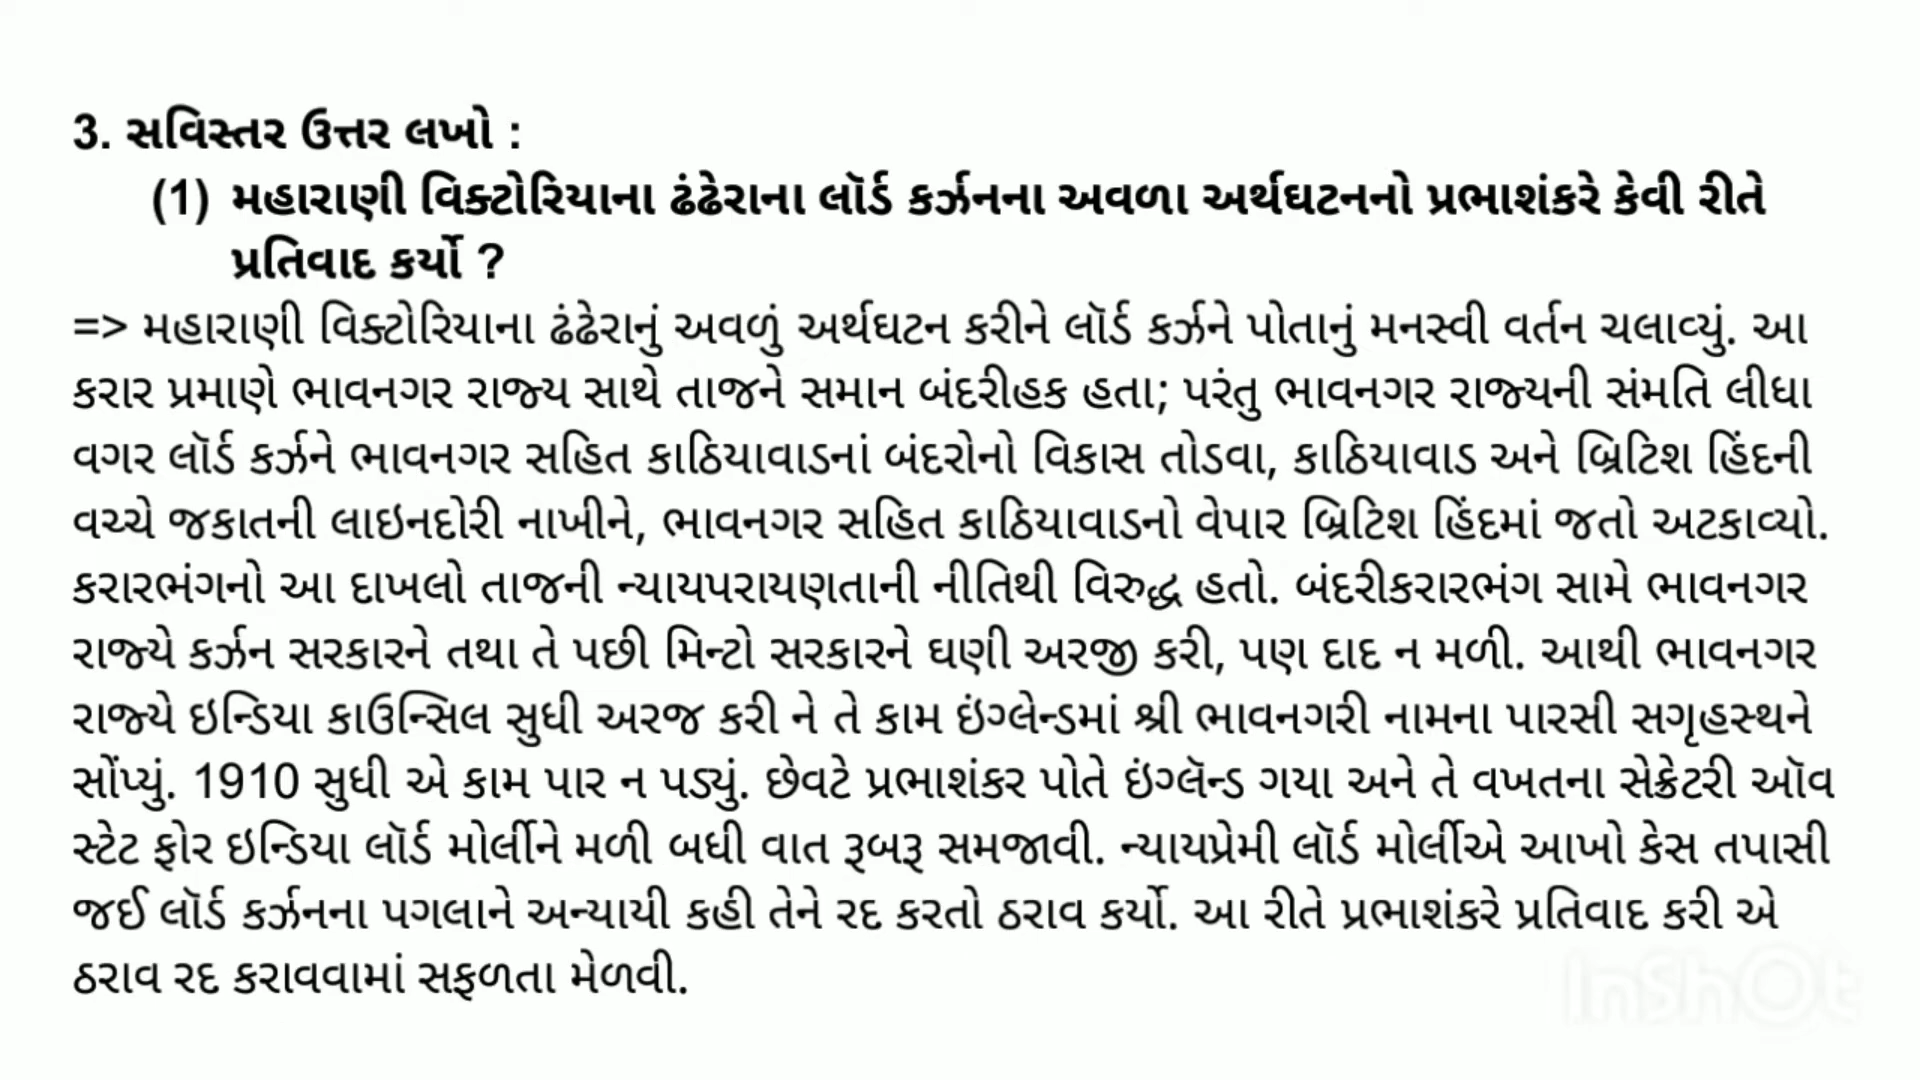 3. સવિસ્તર ઉત્તર લખો :
(1) મહારાણી વિક્ટોરિયાના ઢંઢેરાના લૉર્ડ કર્ઝનના અવળા અર્થઘટનનો પ્રભાશંકરે કેવી રીતે
પ્રતિવાદ કર્યો ?
=> મહારાણી વિક્ટોરિયાના ઢંઢેરાનું અવળું અર્થઘટન કરીને લૉર્ડ કર્ઝને પોતાનું મનસ્વી વર્તન ચલાવ્યું. આ
કરાર પ્રમાણે ભાવનગર રાજ્ય સાથે તાજને સમાન બંદરીહક હતા; પરંતુ ભાવનગર રાજ્યની સંમતિ લીધા
વગર લૉર્ડ કર્ઝને ભાવનગર સહિત કાઠિયાવાડનાં બંદરોનો વિકાસ તોડવા, કાઠિયાવાડ અને બ્રિટિશ હિંદની
વચ્ચે જકાતની લાઇનદોરી નાખીને, ભાવનગર સહિત કાઠિયાવાડનો વેપાર બ્રિટિશ હિંદમાં જતો અટકાવ્યો.
કરારભંગનો આ દાખલો તાજની ન્યાયપરાયણતાની નીતિથી વિરુદ્ધ હતો. બંદરીકરારભંગ સામે ભાવનગર
રાજ્યે કર્ઝન સરકારને તથા તે પછી મિન્ટો સરકારને ઘણી અરજી કરી, પણ દાદ ન મળી. આથી ભાવનગર
રાજ્યે ઇન્ડિયા કાઉન્સિલ સુધી અરજ કરી ને તે કામ ઇંગ્લેન્ડમાં શ્રી ભાવનગરી નામના પારસી સગૃહસ્થને
સોંપ્યું. 1910 સુધી એ કામ પાર ન પડ્યું. છેવટે પ્રભાશંકર પોતે ઇંગ્લૅન્ડ ગયા અને તે વખતના સેક્રેટરી ઑવ
સ્ટેટ ફોર ઇન્ડિયા લૉર્ડ મોર્લીને મળી બધી વાત રૂબરૂ સમજાવી. ન્યાયપ્રેમી લૉર્ડ મોર્લીએ આખો કેસ તપાસી
જઈ લૉર્ડ કર્ઝનના પગલાને અન્યાયી કહી તેને રદ કરતો ઠરાવ કર્યો. આ રીતે પ્રભાશંકરે પ્રતિવાદ કરી એ
ઠરાવ રદ કરાવવામાં સફળતા મેળવી.
InShOt